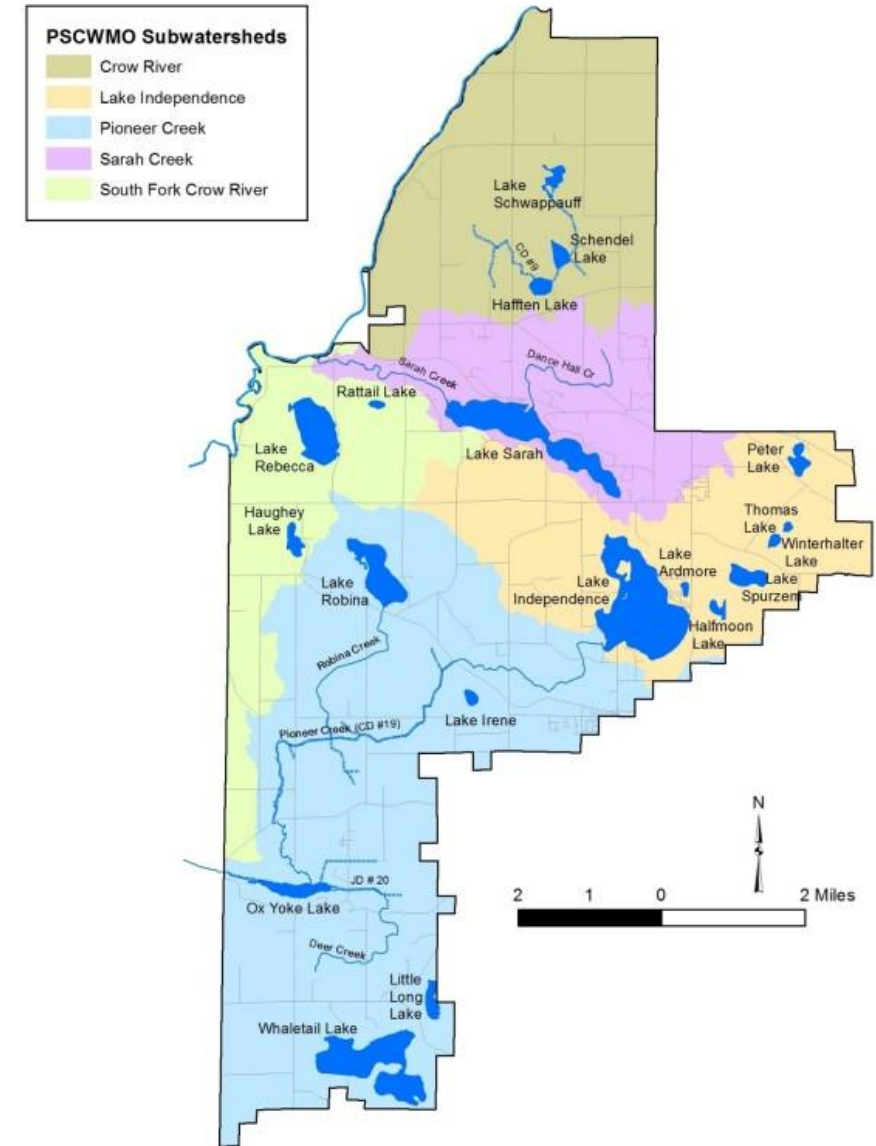 PSCWMO Subwatersheds
Crow River
Lake Independence
Pioneer Creek
Sarah Creek
South Fork Crow River
Lake
Schwappauff
CD #9
Schendel
Lake
Hafften Lake
Sarah Creek
Dance Hall Cr
Rattail Lake
Lake
Rebecca
Lake Sarah
Peter
Lake
Haughey
Lake
Thomas
Lake
Winterhalter
Lake
Lake
Robina
Lake
Independence
Lake
Ardmore
Lake
Spurzem
Halfmoon
Lake
Robina Creek
Lake Irene
Pioneer Creek (CD #19)
N
2 1 0 2 Miles
JD # 20
Ox Yoke Lake
Deer Creek
Little
Long
Lake
Whaletail Lake